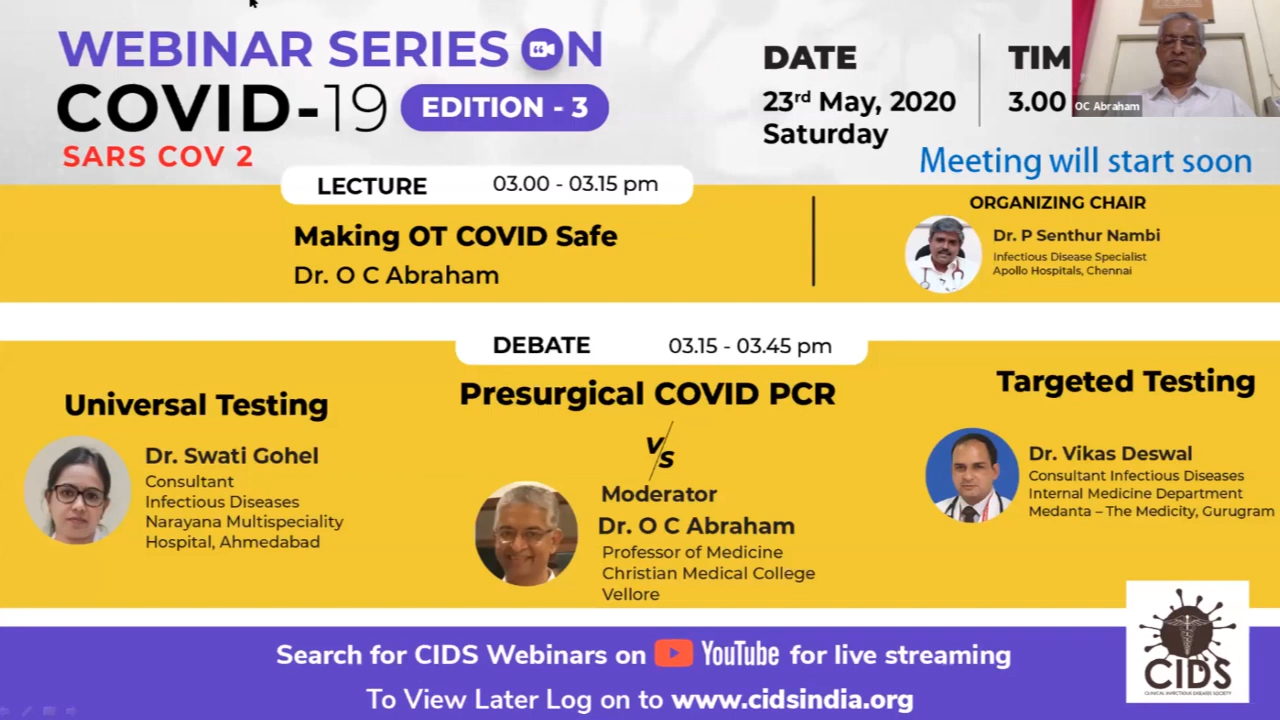 WEBINAR SERIES ON
COVID-19 EDITION - 3
SARS COV 2
DATE
23rd May, 2020
Saturday
TIM
3.00
OC Abraham
Meeting will start soon
LECTURE 03.00 - 03.15 pm
Making OT COVID Safe
Dr. O C Abraham
ORGANIZING CHAIR
Dr. P Senthur Nambi
Infectious Disease Specialist
Apollo Hospitals, Chennai
DEBATE 03.15 - 03.45 pm
Presurgical COVID PCR
Universal Testing
Dr. Swati Gohel
Consultant
Infectious Diseases
Narayana Multispeciality
Hospital, Ahmedabad
VS
Moderator
Dr. O C Abraham
Professor of Medicine
Christian Medical College
Vellore
Targeted Testing
Dr. Vikas Deswal
Consultant Infectious Diseases
Internal Medicine Department
Medanta – The Medicity, Gurugram
Search for CIDS Webinars on YouTube for live streaming
To View Later Log on to www.cidsindia.org
CIDS
CLINICAL INFECTIOUS DISEASE SOCIETY